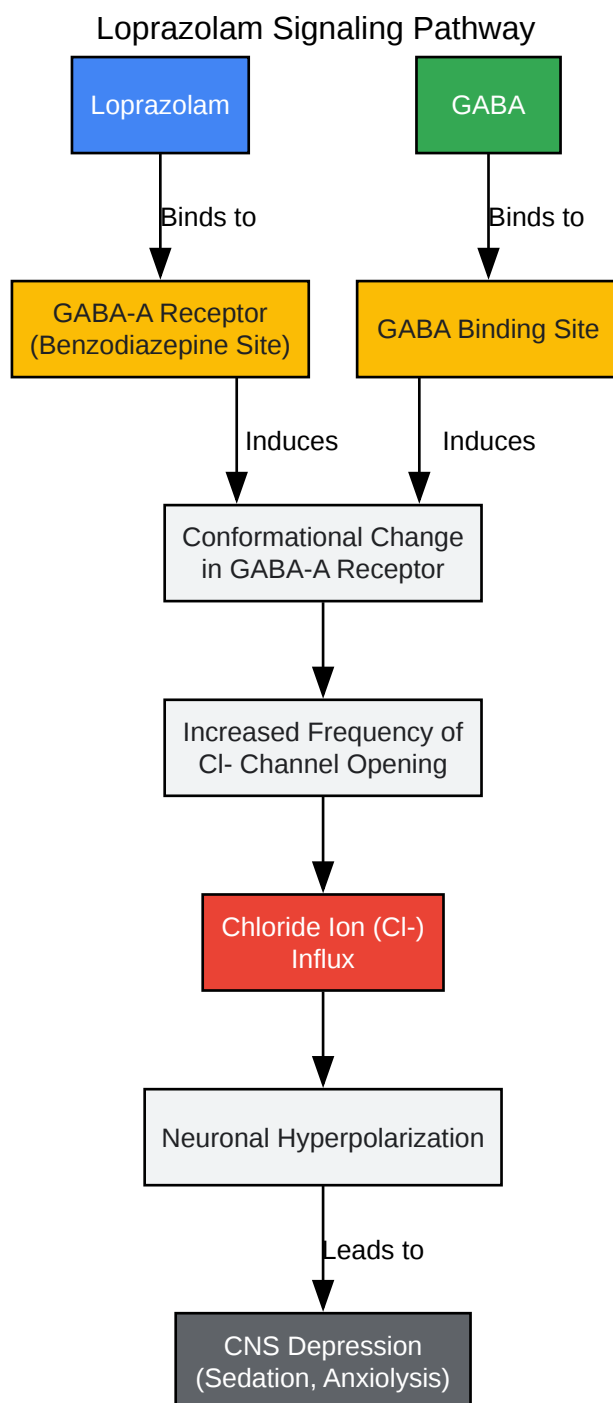 Loprazolam Signaling Pathway
Loprazolam
GABA
Binds to
Binds to
GABA-A Receptor
(Benzodiazepine Site)
GABA Binding Site
Induces
Induces
Conformational Change
in GABA-A Receptor
Increased Frequency of
Cl- Channel Opening
Chloride Ion (Cl-)
Influx
Neuronal Hyperpolarization
Leads to
CNS Depression
(Sedation, Anxiolysis)